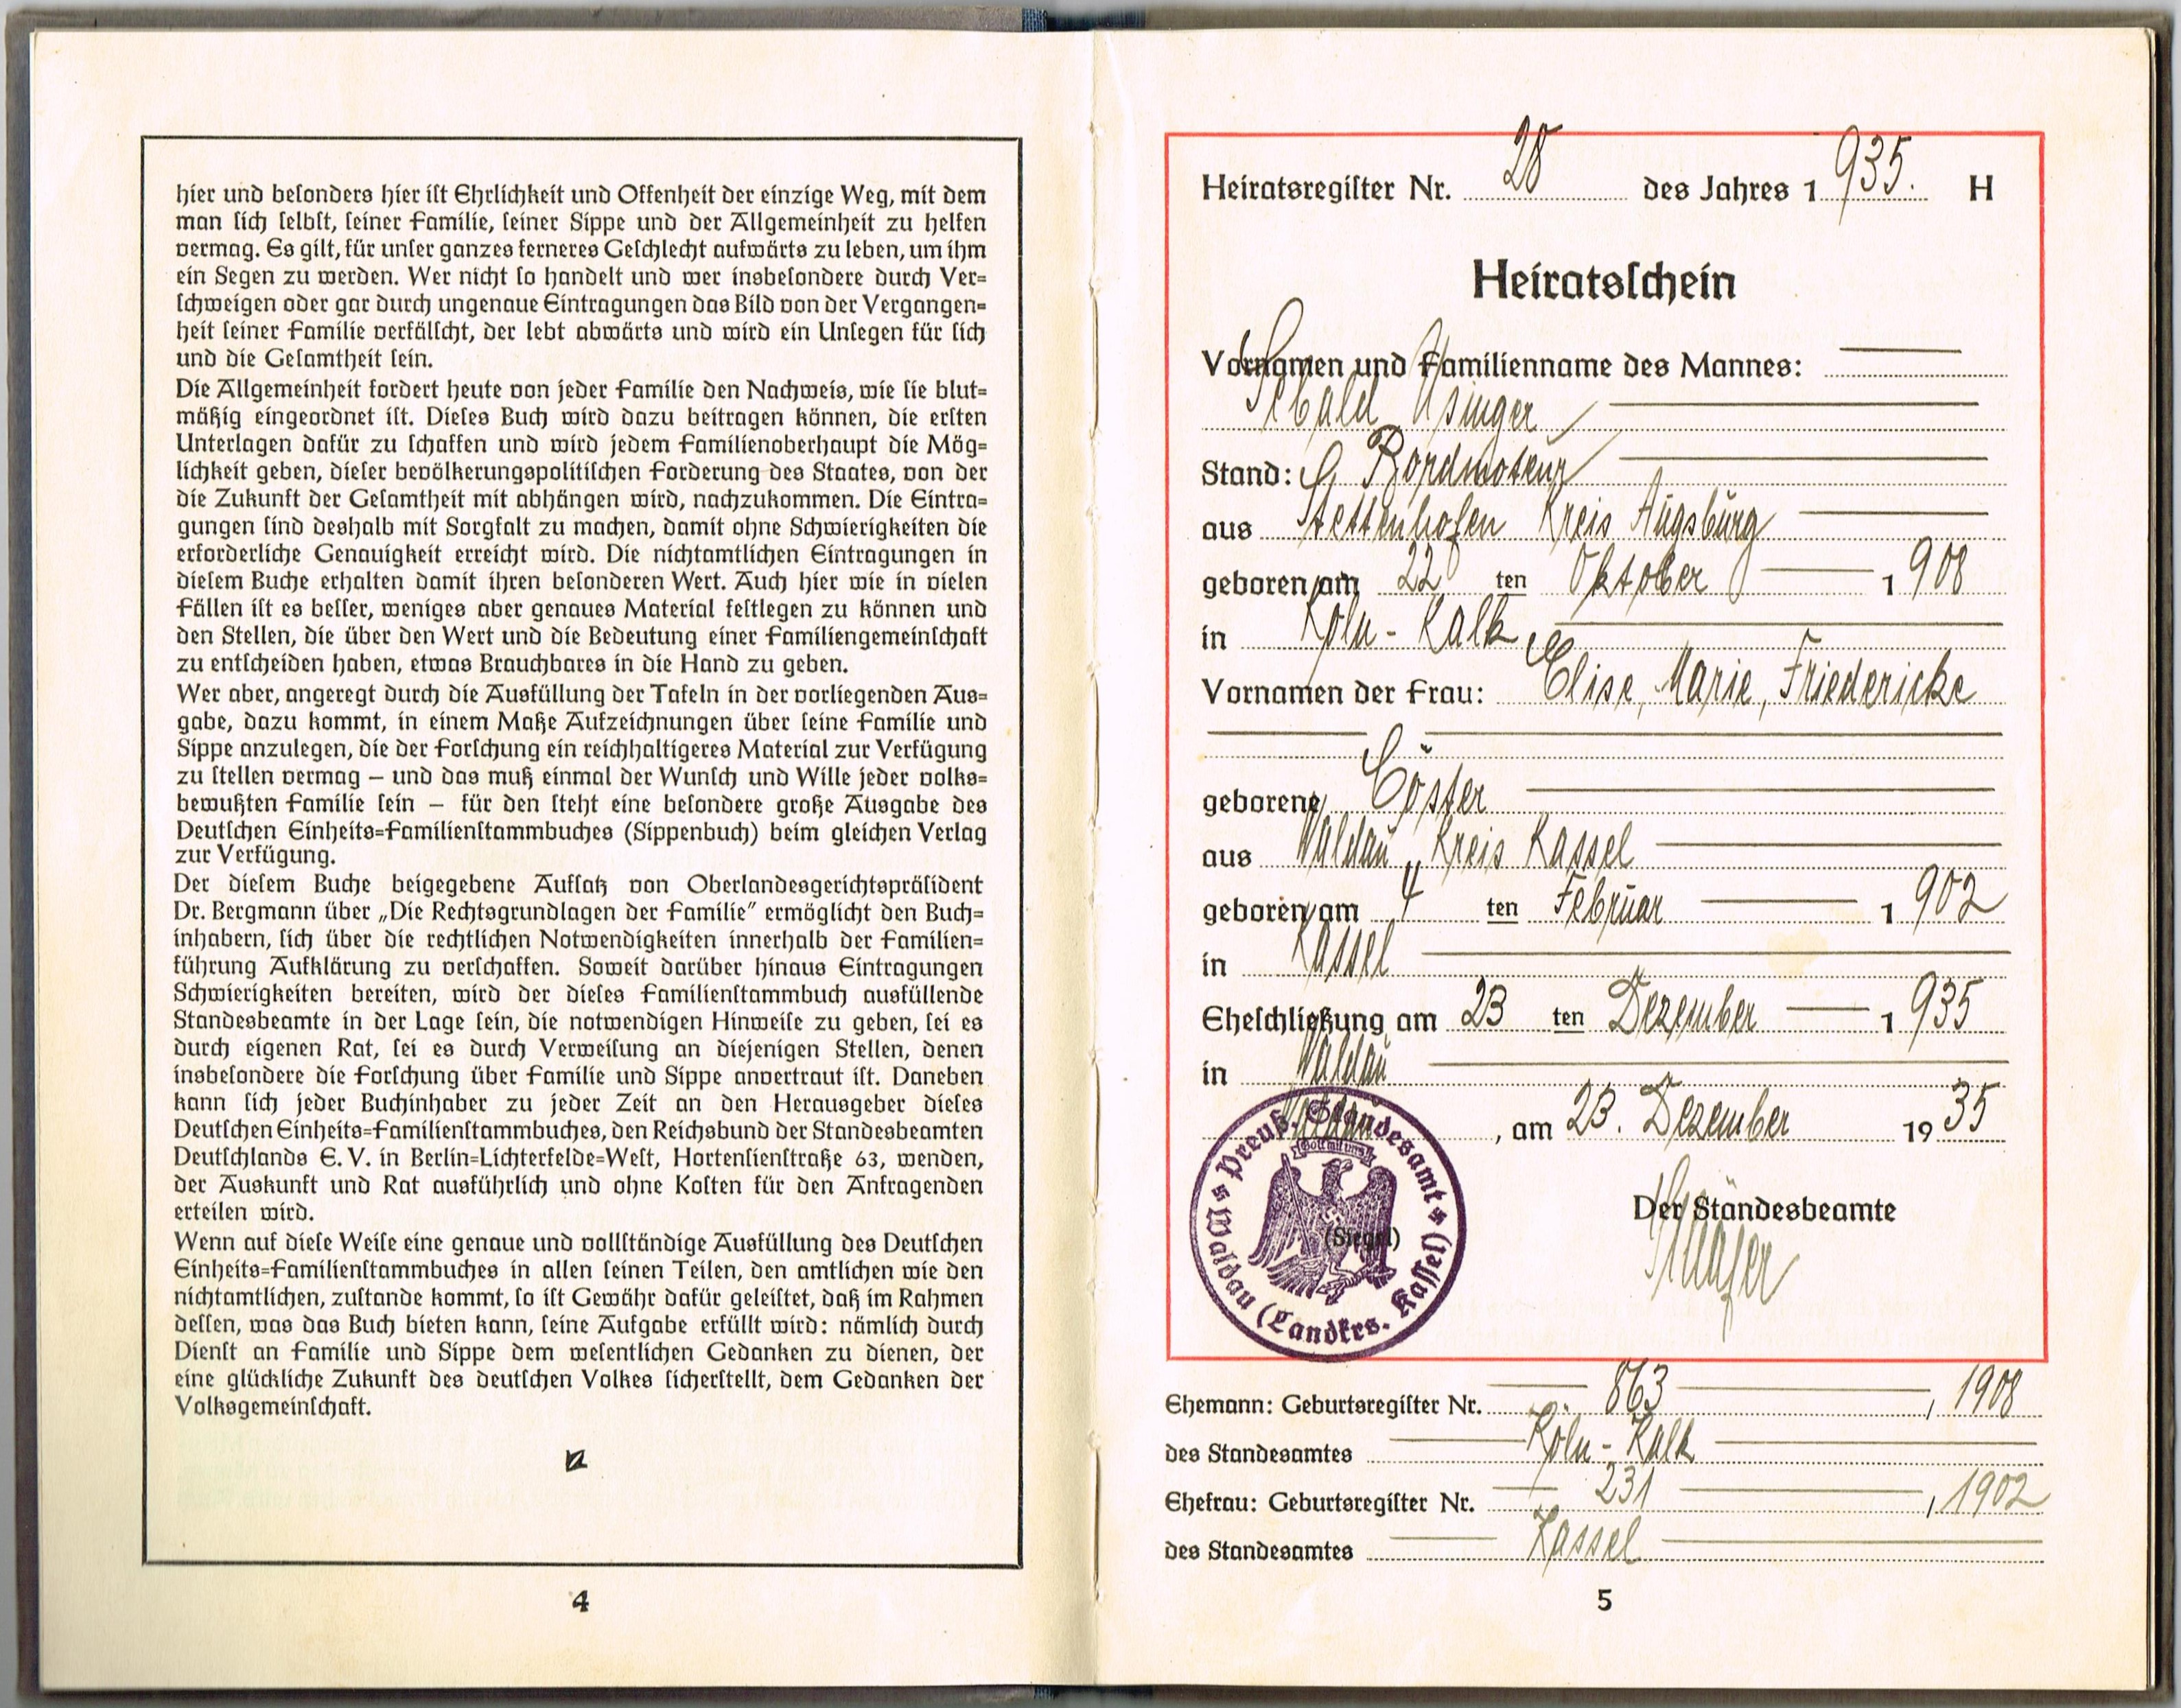 hier und besonders hier ist Ehrlichkeit und Offenheit der einzige Weg, mit dem
man sich selbst, seiner Familie, seiner Sippe und der Allgemeinheit zu helfen
vermag. Es gilt, für unser ganzes ferneres Geschlecht aufwärts zu leben, um ihm
ein Segen zu werden. Wer nicht so handelt und wer insbesondere durch Ver=
schweigen oder gar durch ungenaue Eintragungen das Bild von der Vergangen=
heit seiner Familie verfälscht, der lebt abwärts und wird ein Unsegen für sich
und die Gesamtheit sein.
Die Allgemeinheit fordert heute von jeder Familie den Nachweis, wie sie blut=
mäßig eingeordnet ist. Dieses Buch wird dazu beitragen können, die ersten
Unterlagen dafür zu schaffen und wird jedem Familienoberhaupt die Mög=
lichkeit geben, dieser bevölkerungspolitischen Forderung des Staates, von der
die Zukunft der Gesamtheit mit abhängen wird, nachzukommen. Die Eintra=
gungen sind deshalb mit Sorgfalt zu machen, damit ohne Schwierigkeiten die
erforderliche Genauigkeit erreicht wird. Die nichtamtlichen Eintragungen in
diesem Buche erhalten damit ihren besonderen Wert. Auch hier wie in vielen
Fällen ist es besser, weniges aber genaues Material festlegen zu können und
den Stellen, die über den Wert und die Bedeutung einer Familiengemeinschaft
zu entscheiden haben, etwas Brauchbares in die Hand zu geben.
Wer aber, angeregt durch die Ausfüllung der Tafeln in der vorliegenden Aus=
gabe, dazu kommt, in einem Maße Aufzeichnungen über seine Familie und
Sippe anzulegen, die der Forschung ein reichhaltigeres Material zur Verfügung
zu stellen vermag – und das muß einmal der Wunsch und Wille jeder volks=
bewußten Familie sein – für den steht eine besondere große Ausgabe des
Deutschen Einheits=Familienstammbuches (Sippenbuch) beim gleichen Verlag
zur Verfügung.
Der diesem Buche beigegebene Aufsatz von Oberlandesgerichtspräsident
Dr. Bergmann über „Die Rechtsgrundlagen der Familie" ermöglicht den Buch=
inhabern, sich über die rechtlichen Notwendigkeiten innerhalb der Familien=
führung Aufklärung zu verschaffen. Soweit darüber hinaus Eintragungen
Schwierigkeiten bereiten, wird der dieses Familienstammbuch ausfüllende
Standesbeamte in der Lage sein, die notwendigen Hinweise zu geben, sei es
durch eigenen Rat, sei es durch Verweisung an diejenigen Stellen, denen
insbesondere die Forschung über Familie und Sippe anvertraut ist. Daneben
kann sich jeder Buchinhaber zu jeder Zeit an den Herausgeber dieses
Deutschen Einheits=Familienstammbuches, den Reichsbund der Standesbeamten
Deutschlands E. V. in Berlin=Lichterfelde=West, Hortensienstraße 63, wenden,
der Auskunft und Rat ausführlich und ohne Kosten für den Anfragenden
erteilen wird.
Wenn auf diese Weise eine genaue und vollständige Ausfüllung des Deutschen
Einheits=Familienstammbuches in allen seinen Teilen, den amtlichen wie den
nichtamtlichen, zustande kommt, so ist Gewähr dafür geleistet, daß im Rahmen
dessen, was das Buch bieten kann, seine Aufgabe erfüllt wird: nämlich durch
Dienst an Familie und Sippe dem wesentlichen Gedanken zu dienen, der
eine glückliche Zukunft des deutschen Volkes sicherstellt, dem Gedanken der
Volksgemeinschaft.
4
Heiratsregister Nr. 28 des Jahres 1935. H
Heiratsschein
Vornamen und Familienname des Mannes:
Sebald Usinger
Stand: Bordmonteur
aus Stettenhofen Kreis Augsburg
geboren am 22 ten Oktober 1908
in Köln-Kalk
Vornamen der Frau: Elise, Marie, Friedericke
geborene Cöster
aus Waldau Kreis Kassel
geboren am 4 ten Februar 1902
in Kassel
Eheschließung am 23 ten Dezember 1935
in Waldau
Waldau, am 23. Dezember 1935
Der Standesbeamte
(Siegel)
Preuß. Standesamt
Gott mit uns
Waldau (Landkrs. Kassel)
Ehemann: Geburtsregister Nr. 863, 1908
des Standesamtes Köln-Kalk
Ehefrau: Geburtsregister Nr. 231, 1902
des Standesamtes Kassel
5